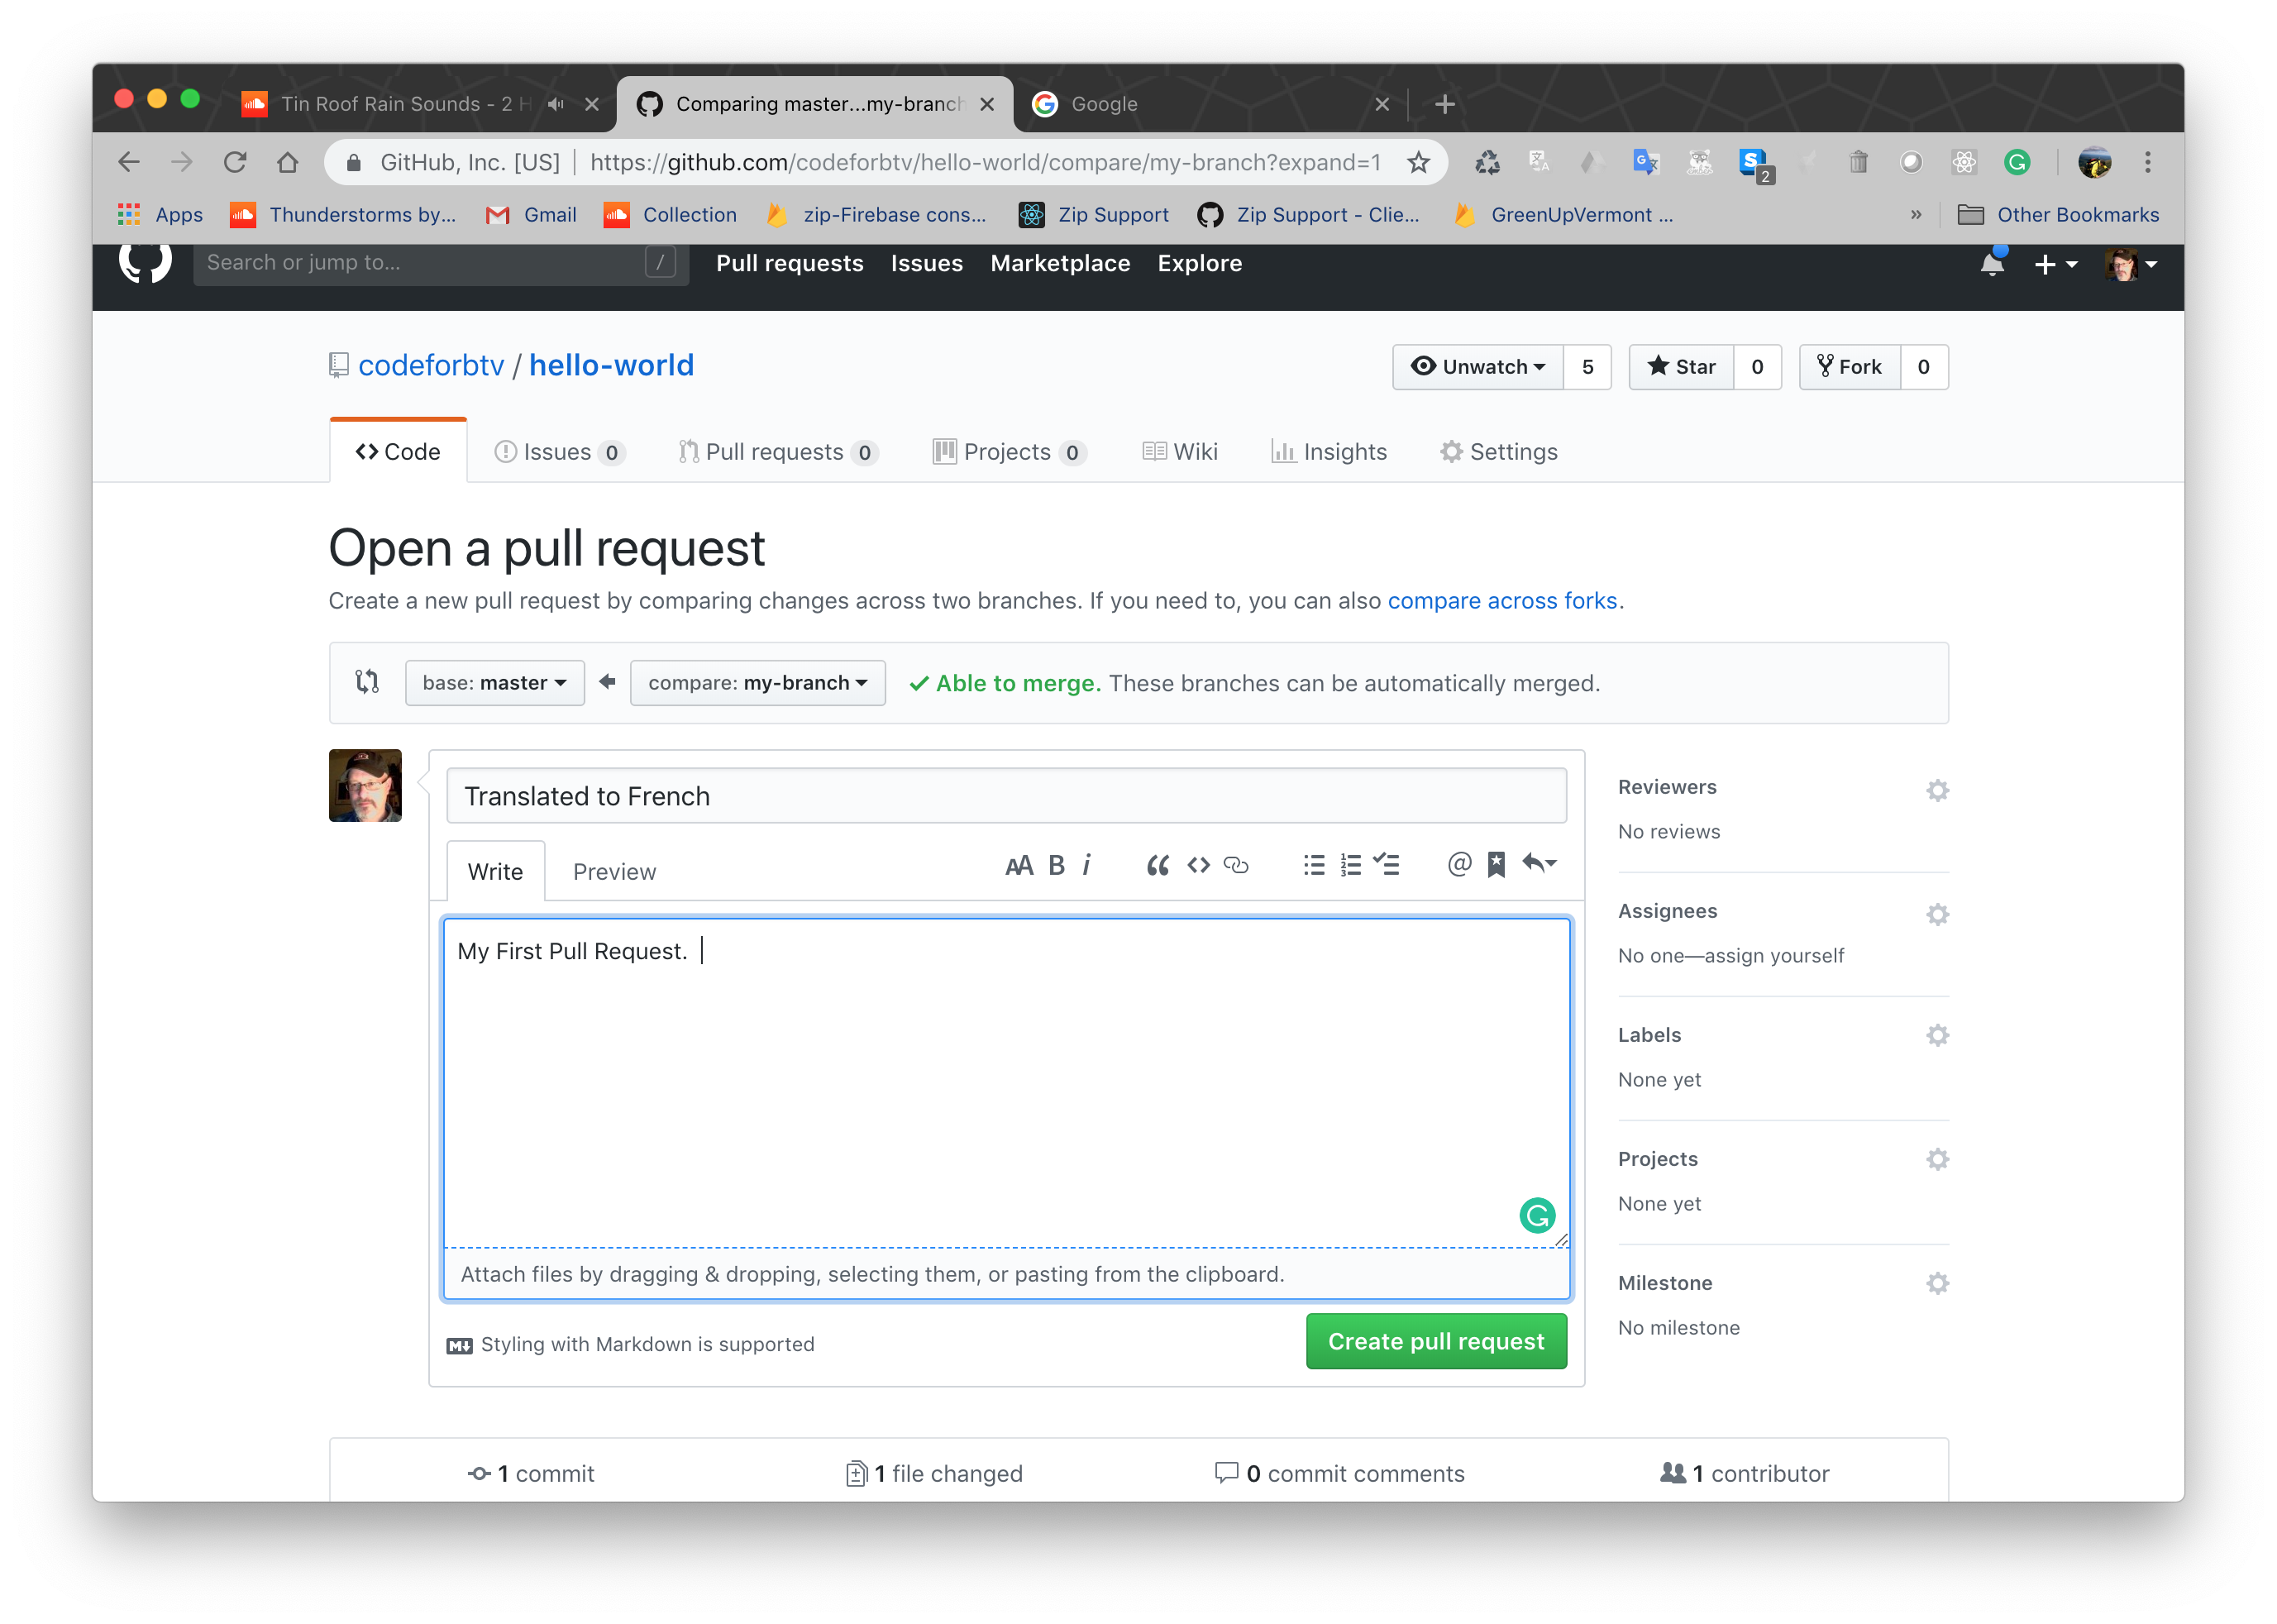 Tin Roof Rain Sounds - 2 H
Comparing master...my-branch
Google
GitHub, Inc. [US] | https://github.com/codeforbtv/hello-world/compare/my-branch?expand=1
2
Apps Thunderstorms by... Gmail Collection zip-Firebase cons... Zip Support Zip Support - Clie... GreenUpVermont ... » Other Bookmarks
Search or jump to... / Pull requests Issues Marketplace Explore
codeforbtv / hello-world
Unwatch 5 Star 0 Fork 0
Code Issues 0 Pull requests 0 Projects 0 Wiki Insights Settings
Open a pull request
Create a new pull request by comparing changes across two branches. If you need to, you can also compare across forks.
base: master compare: my-branch Able to merge. These branches can be automatically merged.
Translated to French
Write Preview
AA B i
My First Pull Request.
Attach files by dragging & dropping, selecting them, or pasting from the clipboard.
Styling with Markdown is supported
Create pull request
Reviewers
No reviews
Assignees
No one—assign yourself
Labels
None yet
Projects
None yet
Milestone
No milestone
1 commit 1 file changed 0 commit comments 1 contributor